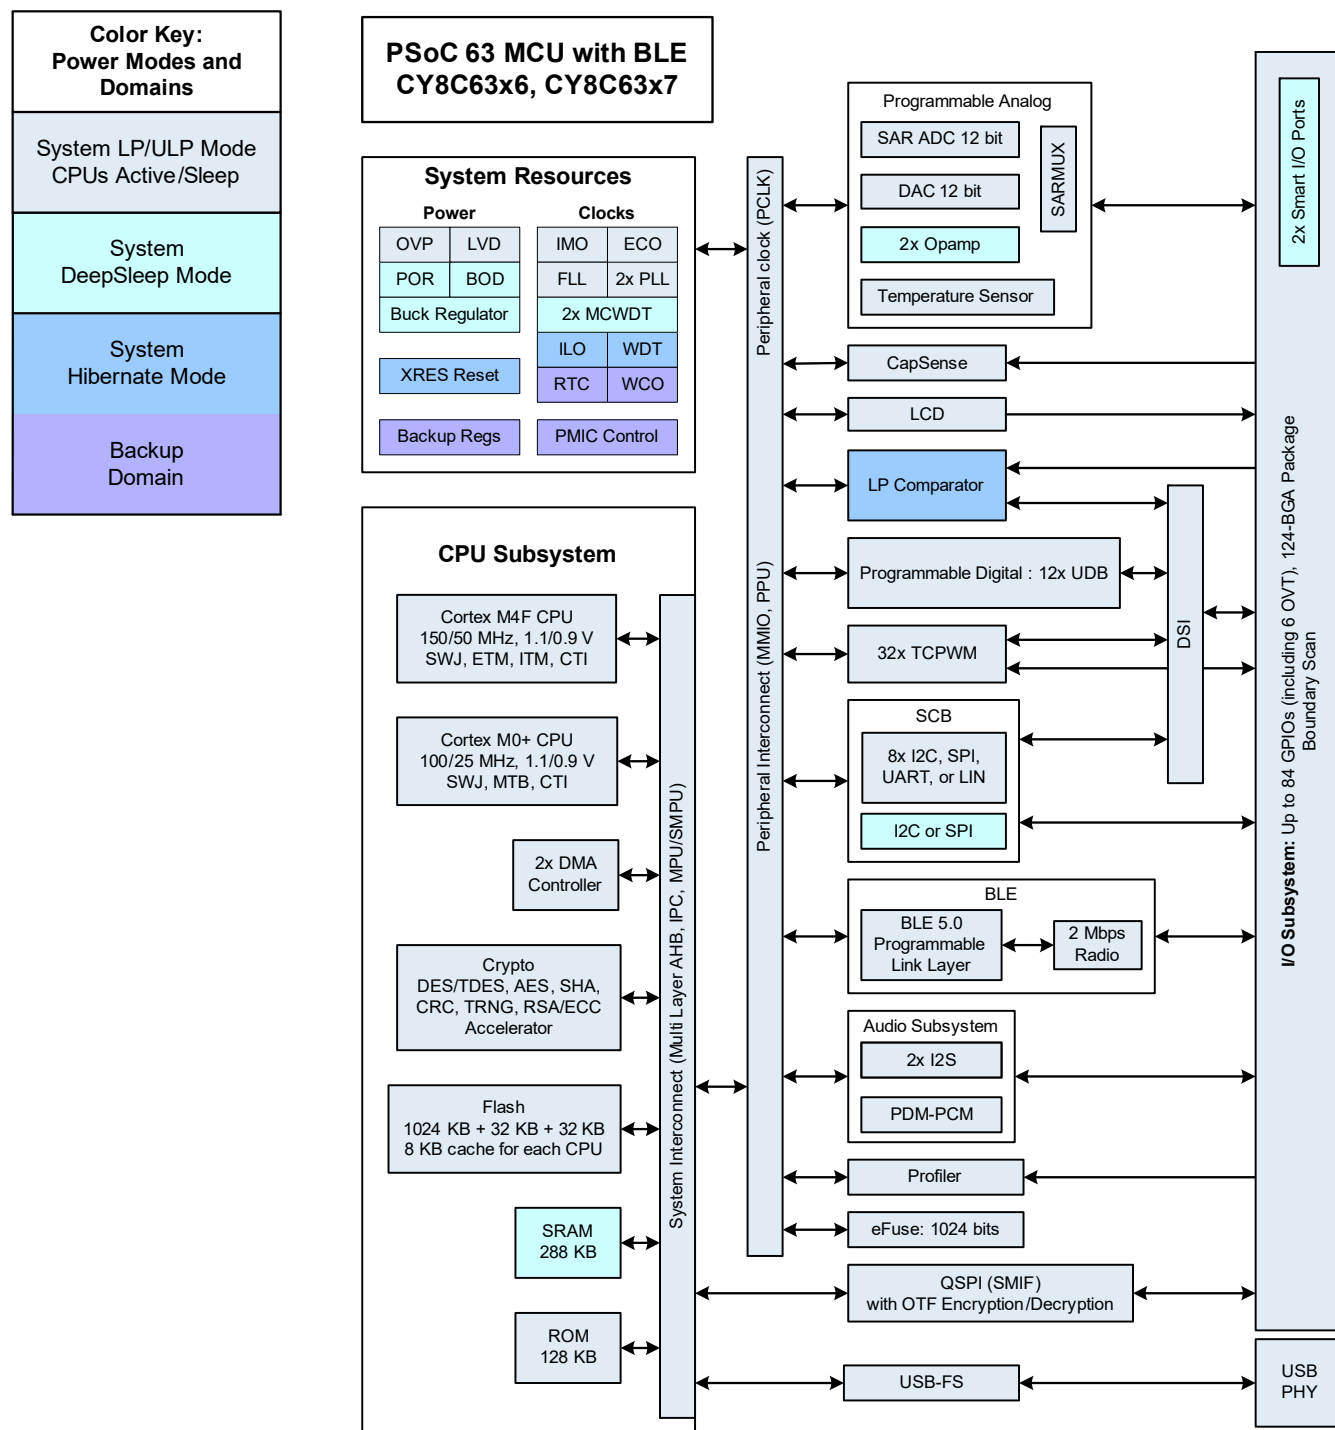 Color Key:
Power Modes and
Domains
System LP/ULP Mode
CPUs Active/Sleep
System
DeepSleep Mode
System
Hibernate Mode
Backup
Domain
PSoC 63 MCU with BLE
CY8C63x6, CY8C63x7
System Resources
Power
Clocks
OVP
LVD
IMO
ECO
POR
BOD
FLL
2x PLL
Buck Regulator
2x MCWDT
ILO
WDT
XRES Reset
RTC
WCO
Backup Regs
PMIC Control
CPU Subsystem
Cortex M4F CPU
150/50 MHz, 1.1/0.9 V
SWJ, ETM, ITM, CTI
Cortex M0+ CPU
100/25 MHz, 1.1/0.9 V
SWJ, MTB, CTI
2x DMA
Controller
Crypto
DES/TDES, AES, SHA,
CRC, TRNG, RSA/ECC
Accelerator
Flash
1024 KB + 32 KB + 32 KB
8 KB cache for each CPU
SRAM
288 KB
ROM
128 KB
System Interconnect (Multi Layer AHB, IPC, MPU/SMPU)
Peripheral clock (PCLK)
Peripheral Interconnect (MMIO, PPU)
Programmable Analog
SAR ADC 12 bit
DAC 12 bit
2x Opamp
Temperature Sensor
SARMUX
CapSense
LCD
LP Comparator
Programmable Digital : 12x UDB
32x TCPWM
DSI
SCB
8x I2C, SPI,
UART, or LIN
I2C or SPI
BLE
BLE 5.0
Programmable
Link Layer
2 Mbps
Radio
Audio Subsystem
2x I2S
PDM-PCM
Profiler
eFuse: 1024 bits
QSPI (SMIF)
with OTF Encryption/Decryption
USB-FS
2x Smart I/O Ports
I/O Subsystem: Up to 84 GPIOs (including 6 OVT), 124-BGA Package
Boundary Scan
USB
PHY